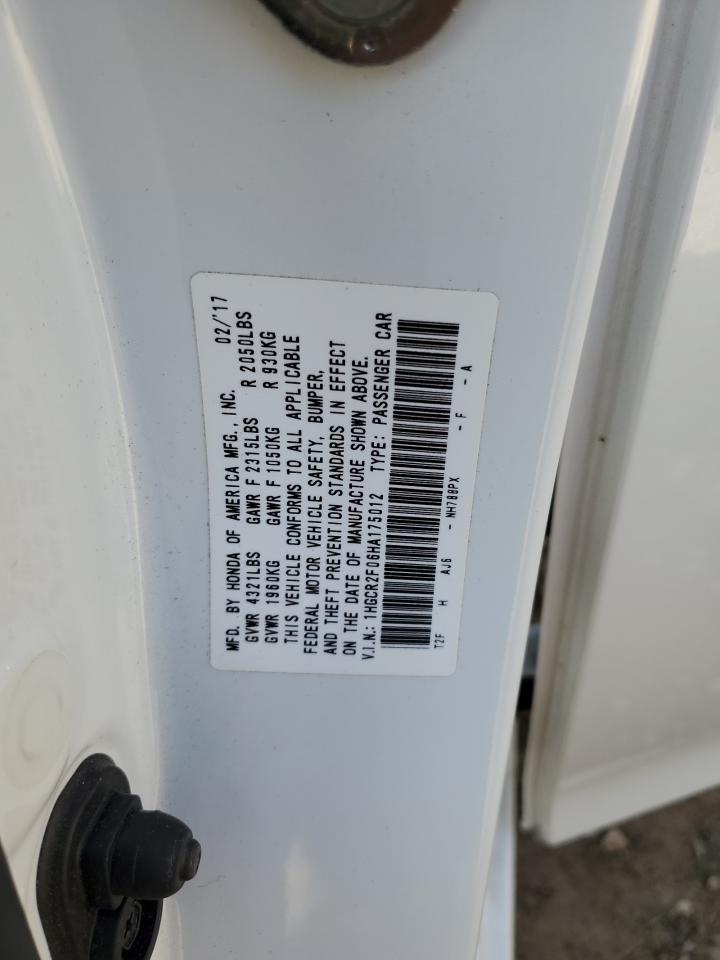 MFD. BY HONDA OF AMERICA MFG., INC. 02/'17
GVWR 4321LBS GAWR F 2315LBS R 2050LBS
GVWR 1960KG GAWR F 1050KG R 930KG
THIS VEHICLE CONFORMS TO ALL APPLICABLE
FEDERAL MOTOR VEHICLE SAFETY, BUMPER,
AND THEFT PREVENTION STANDARDS IN EFFECT
ON THE DATE OF MANUFACTURE SHOWN ABOVE.
V.I.N.: 1HGCR2F06HA175012 TYPE: PASSENGER CAR
T2F H AJ6 - NH788PX - F - A